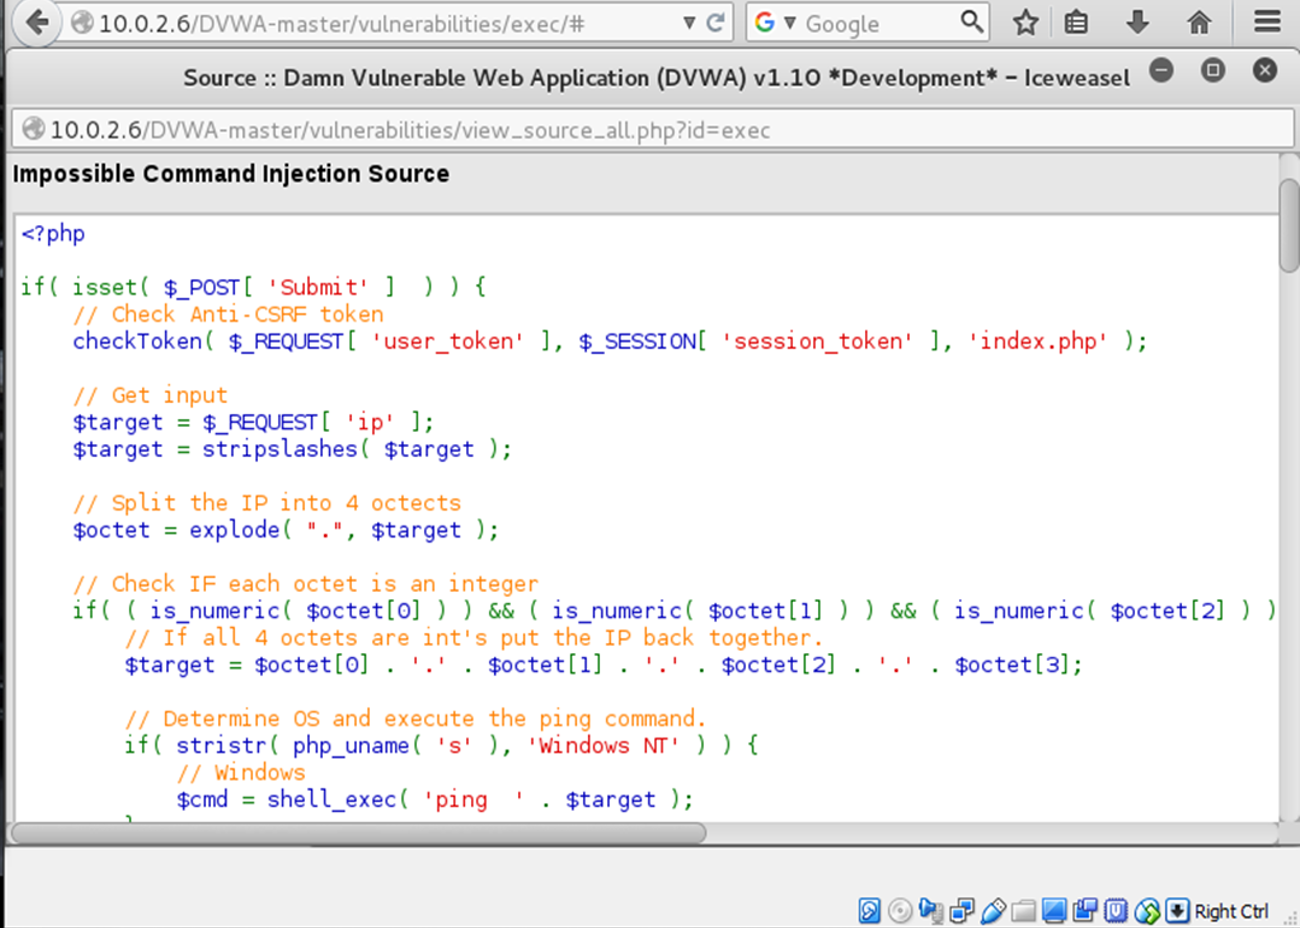 10.0.2.6/DVWA-master/vulnerabilities/exec/#
Google
Source :: Damn Vulnerable Web Application (DVWA) v1.10 *Development* - Iceweasel
10.0.2.6/DVWA-master/vulnerabilities/view_source_all.php?id=exec
Impossible Command Injection Source
<?php
if( isset( $_POST[ 'Submit' ]  ) ) {
    // Check Anti-CSRF token
    checkToken( $_REQUEST[ 'user_token' ], $_SESSION[ 'session_token' ], 'index.php' );
    // Get input
    $target = $_REQUEST[ 'ip' ];
    $target = stripslashes( $target );
    // Split the IP into 4 octects
    $octet = explode( ".", $target );
    // Check IF each octet is an integer
    if( ( is_numeric( $octet[0] ) ) && ( is_numeric( $octet[1] ) ) && ( is_numeric( $octet[2] ) )
        // If all 4 octets are int's put the IP back together.
        $target = $octet[0] . '.' . $octet[1] . '.' . $octet[2] . '.' . $octet[3];
        // Determine OS and execute the ping command.
        if( stristr( php_uname( 's' ), 'Windows NT' ) ) {
            // Windows
            $cmd = shell_exec( 'ping  ' . $target );
        }
Right Ctrl